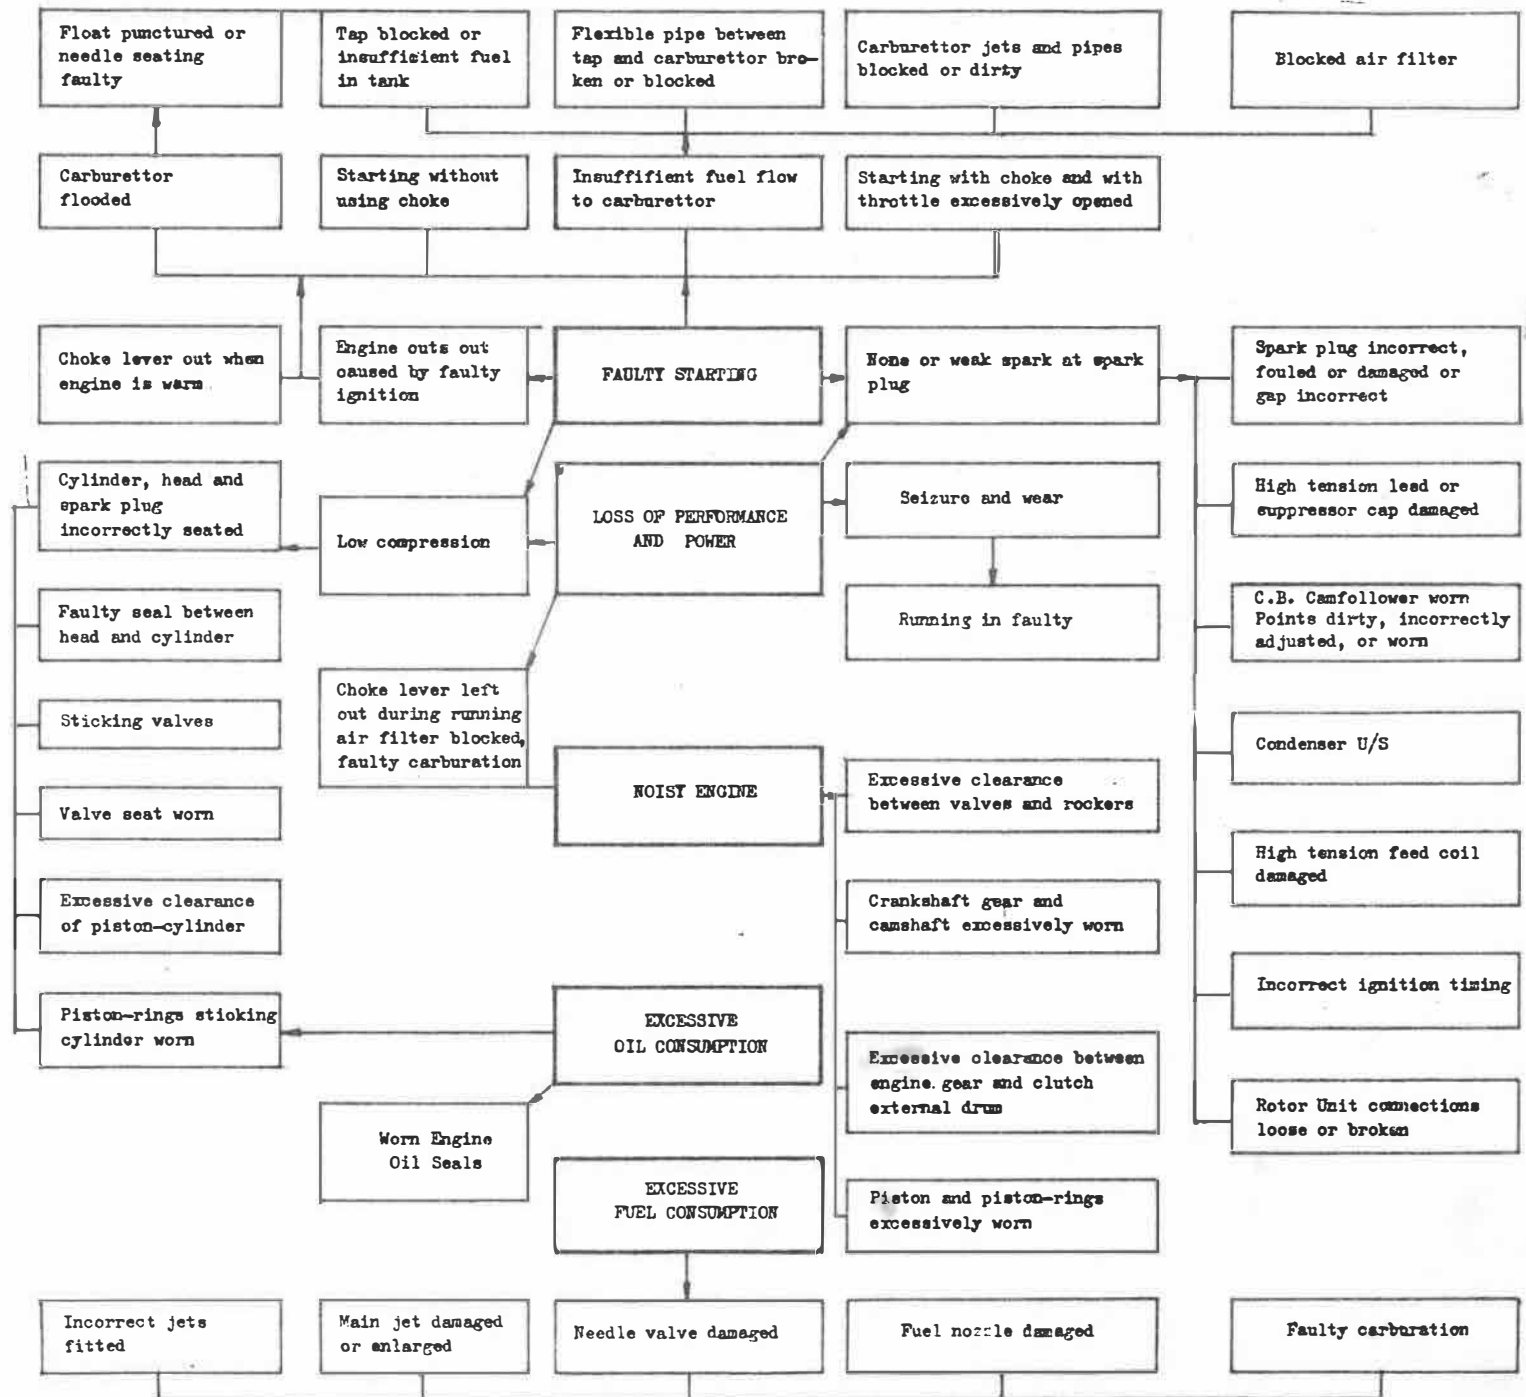 Float punctured or
needle seating
faulty
Tap blocked or
insufficient fuel
in tank
Flexible pipe between
tap and carburettor bro-
ken or blocked
Carburettor jets and pipes
blocked or dirty
Blocked air filter
Carburettor
flooded
Starting without
using choke
Insuffifient fuel flow
to carburettor
Starting with choke and with
throttle excessively opened
Choke lever out when
engine is warm
Engine outs out
caused by faulty
ignition
FAULTY STARTING
None or weak spark at spark
plug
Spark plug incorrect,
fouled or damaged or
gap incorrect
Cylinder, head and
spark plug
incorrectly seated
Low compression
LOSS OF PERFORMANCE
AND POWER
Seizure and wear
High tension lead or
suppressor cap damaged
Faulty seal between
head and cylinder
Running in faulty
C.B. Camfollower worn
Points dirty, incorrectly
adjusted, or worn
Sticking valves
Choke lever left
out during running
air filter blocked,
faulty carburation
NOIST ENGINE
Excessive clearance
between valves and rockers
Condenser U/S
Valve seat worn
High tension feed coil
damaged
Excessive clearance
of piston-cylinder
Crankshaft gear and
camshaft excessively worn
Incorrect ignition timing
Piston-rings sticking
cylinder worn
EXCESSIVE
OIL CONSUMPTION
Excessive clearance between
engine gear and clutch
external drum
Rotor Unit connections
loose or broken
Worn Engine
Oil Seals
EXCESSIVE
FUEL CONSUMPTION
Piston and piston-rings
excessively worn
Incorrect jets
fitted
Main jet damaged
or enlarged
Needle valve damaged
Fuel nozzle damaged
Faulty carburation